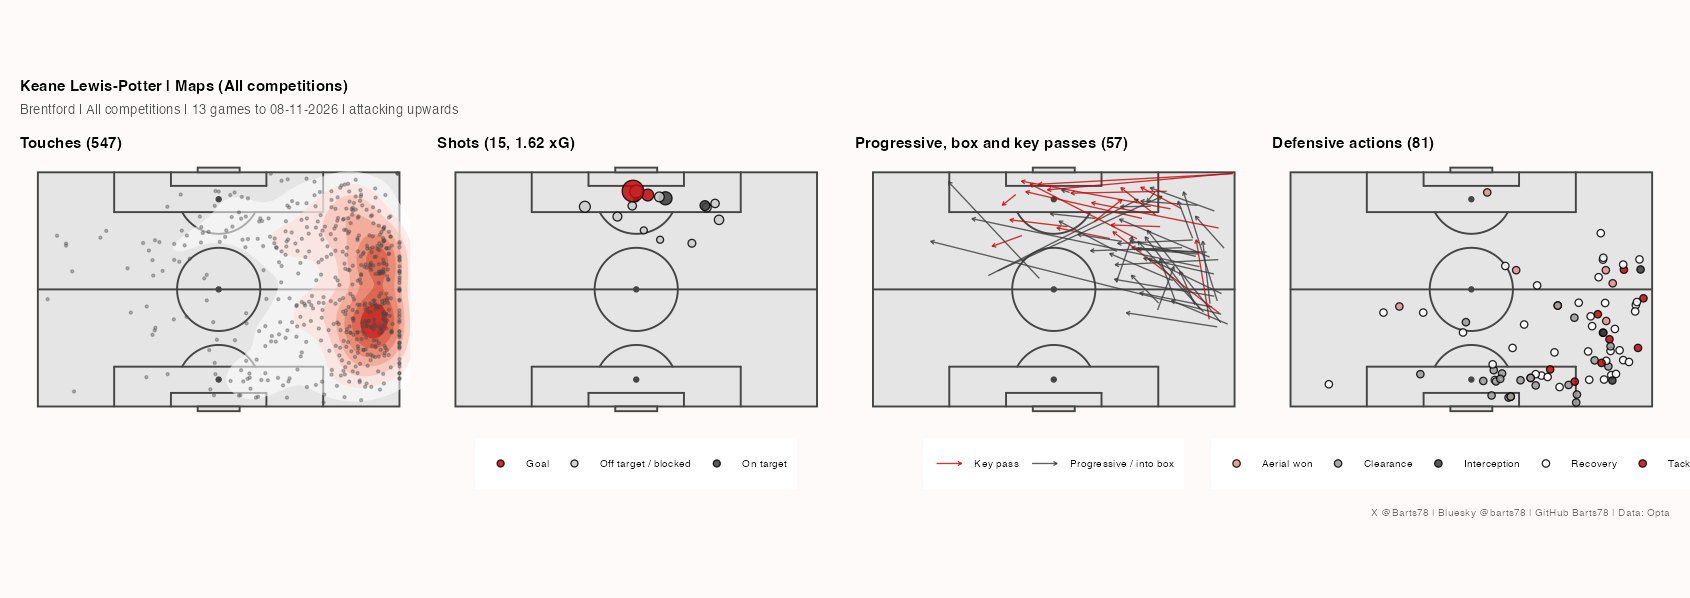 Keane Lewis-Potter | Maps (All competitions)
Brentford | All competitions | 13 games to 08-11-2026 | attacking upwards
Touches (547)
Shots (15, 1.62 xG)
Progressive, box and key passes (57)
Defensive actions (81)
Goal
Off target / blocked
On target
Key pass
Progressive / into box
Aerial won
Clearance
Interception
Recovery
Tack
X @Barts78 | Bluesky @barts78 | GitHub Barts78 | Data: Opta